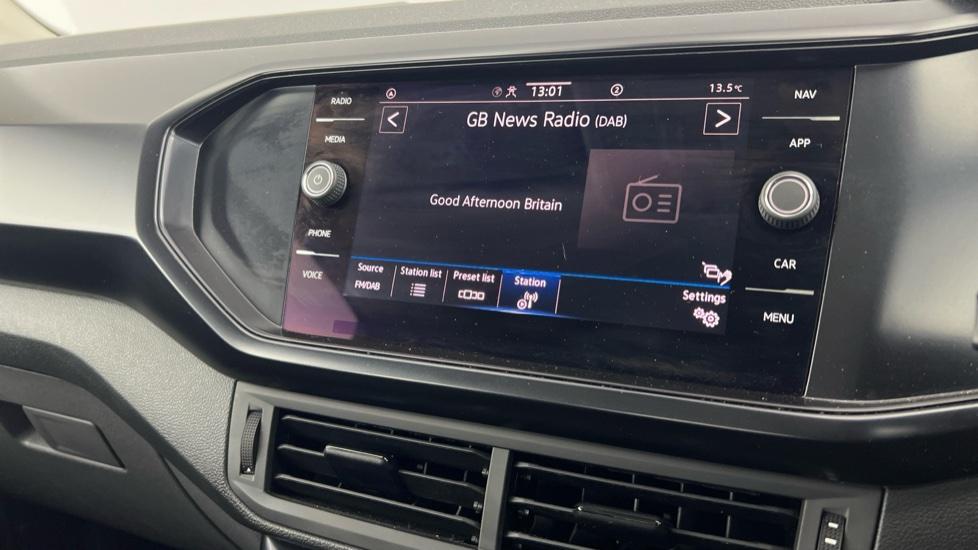 RADIO
MEDIA
PHONE
VOICE
13:01
2
13.5°C
GB News Radio (DAB)
Good Afternoon Britain
Source
FM/DAB
Station list
Preset list
Station
Settings
NAV
APP
CAR
MENU